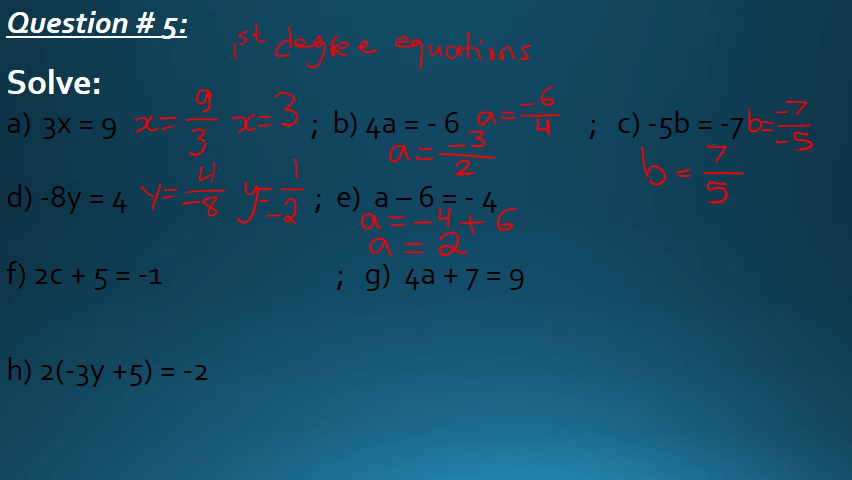 Question # 5:
1st degree equations
Solve:
a) 3x = 9 x = 9/3 x = 3 ; b) 4a = - 6 a = -6/4 ; c) -5b = -7 b = -7/-5
a = -3/2 b = 7/5
d) -8y = 4 y = 4/-8 y = 1/-2 ; e) a – 6 = - 4
a = -4 + 6
a = 2
f) 2c + 5 = -1 ; g) 4a + 7 = 9
h) 2(-3y +5) = -2